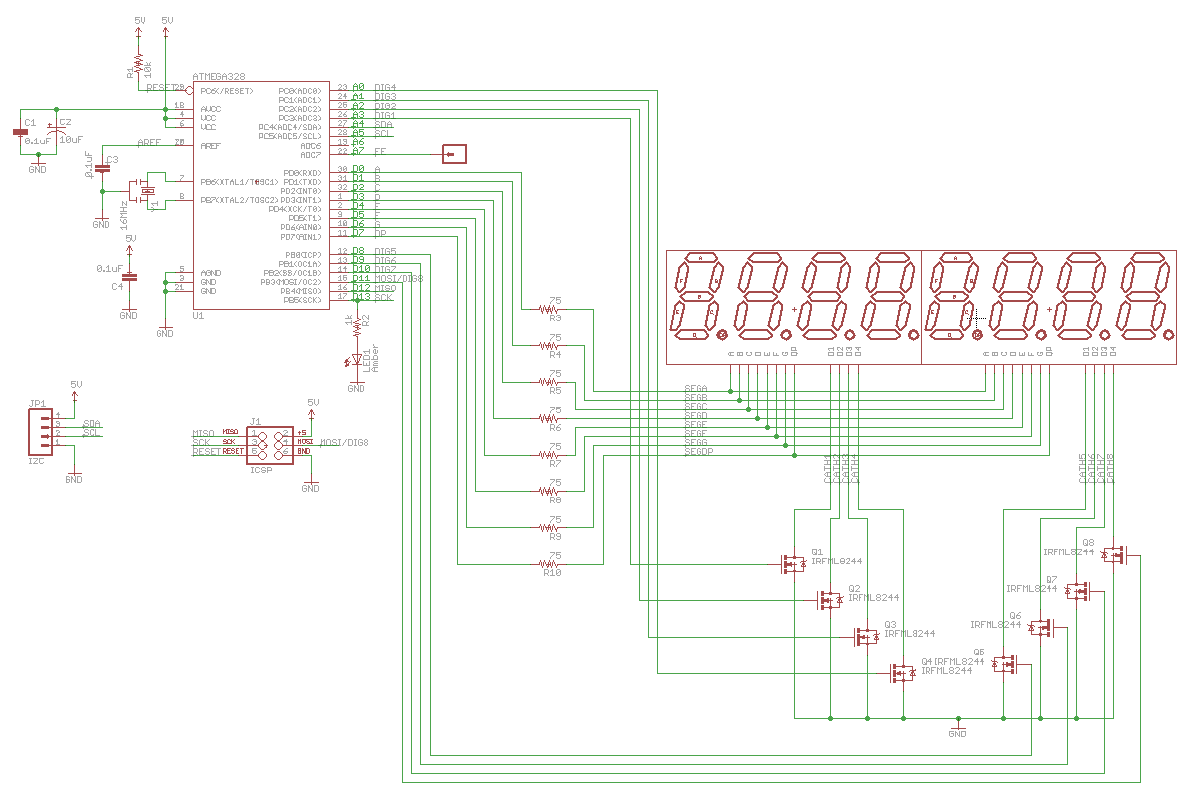 5V
5V
R1
10k
ATMEGA328
RESET 29 PC6(/RESET)
18 AVCC
4 VCC
6 VCC
AREF 20 AREF
7 PB6(XTAL1/TOSC1)
8 PB7(XTAL2/TOSC2)
5 AGND
3 GND
21 GND
U1
PC0(ADC0) 23 A0 DIG4
PC1(ADC1) 24 A1 DIG3
PC2(ADC2) 25 A2 DIG2
PC3(ADC3) 26 A3 DIG1
PC4(ADC4/SDA) 27 A4 SDA
PC5(ADC5/SCL) 28 A5 SCL
ADC6 19 A6
ADC7 22 A7 FF
PD0(RXD) 30 D0 A
PD1(TXD) 31 D1 B
PD2(INT0) 32 D2 C
PD3(INT1) 1 D3 D
PD4(XCK/T0) 2 D4 E
PD5(T1) 9 D5 F
PD6(AIN0) 10 D6 G
PD7(AIN1) 11 D7 DP
PB0(ICP) 12 D8 DIG5
PB1(OC1A) 13 D9 DIG6
PB2(SS/OC1B) 14 D10 DIG7
PB3(MOSI/OC2) 15 D11 MOSI/DIG8
PB4(MISO) 16 D12 MISO
PB5(SCK) 17 D13 SCK
C1
0.1uF
C2
10uF
GND
C3
0.1uF
16MHz
Y1
GND
5V
0.1uF
C4
GND
GND
1k
R2
LED1
Amber
GND
75
R3
75
R4
75
R5
75
R6
75
R7
75
R8
75
R9
75
R10
A F B G E C D
A F B G E C D
A B C D E F G DP D1 D2 D3 D4
A B C D E F G DP D1 D2 D3 D4
SEGA
SEGB
SEGC
SEGD
SEGE
SEGF
SEGG
SEGDP
CATH1
CATH2
CATH3
CATH4
CATH5
CATH6
CATH7
CATH8
Q1
IRFML8244
Q2
IRFML8244
Q3
IRFML8244
Q4 IRFML8244
IRFML8244
Q5
Q6
IRFML8244
Q7
IRFML8244
Q8
IRFML8244
GND
JP1
5V
4
3 SDA
2 SCL
1
I2C
GND
J1
5V
MISO MISO 1 2 +5
SCK SCK 3 4 MOSI MOSI/DIG8
RESET RESET 5 6 GND
ICSP
GND